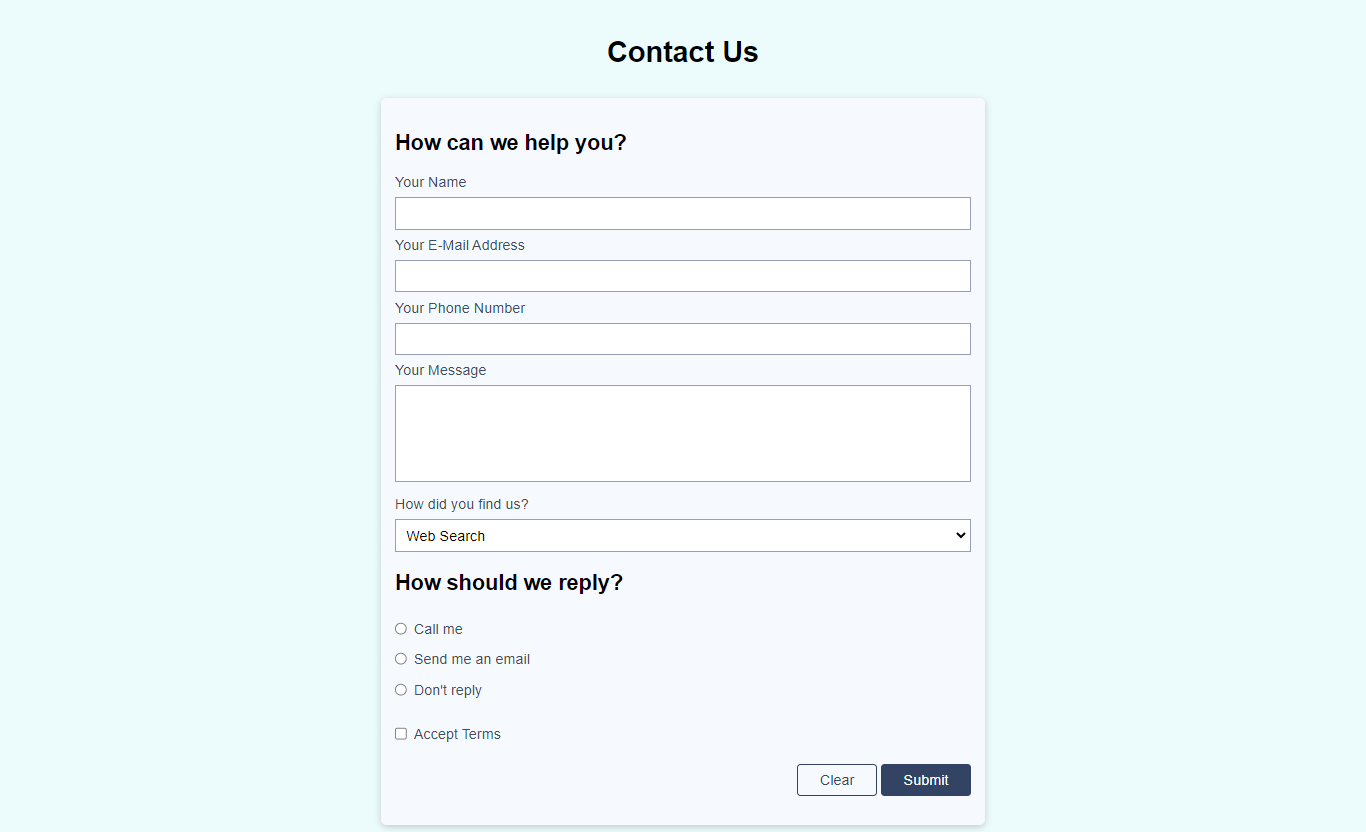 Contact Us
How can we help you?
Your Name
Your E-Mail Address
Your Phone Number
Your Message
How did you find us?
Web Search
How should we reply?
Call me
Send me an email
Don't reply
Accept Terms
Clear Submit